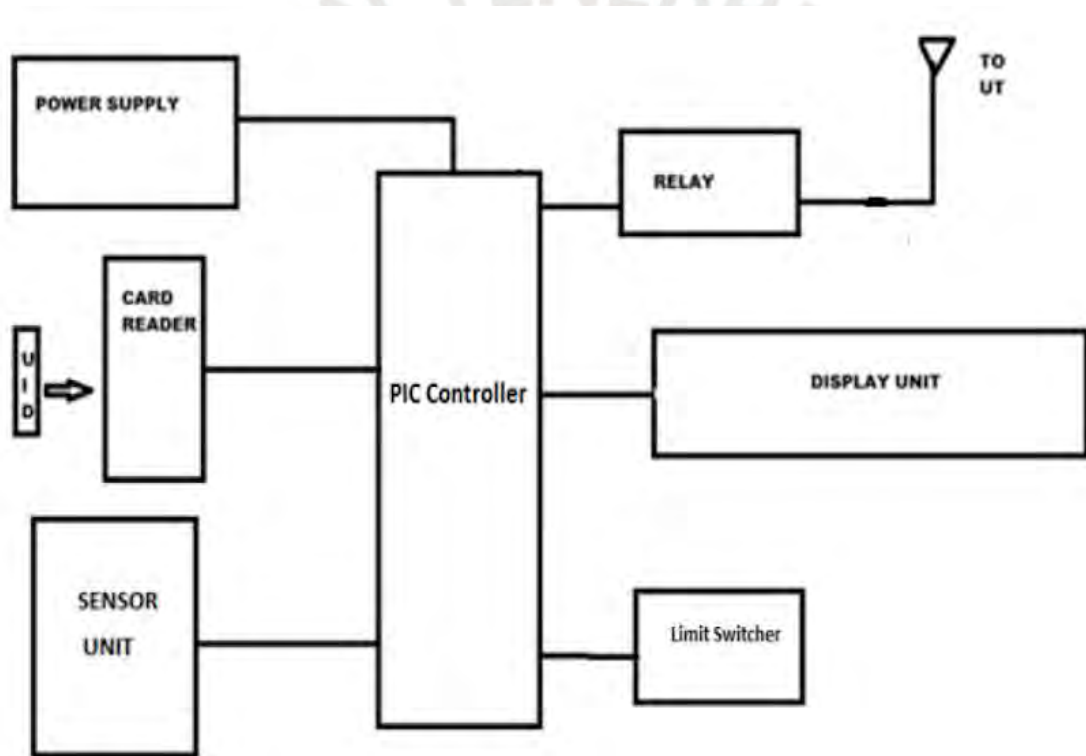 POWER SUPPLY
TO
UT
RELAY
CARD
READER
U
I
D
PIC Controller
DISPLAY UNIT
SENSOR
UNIT
Limit Switcher